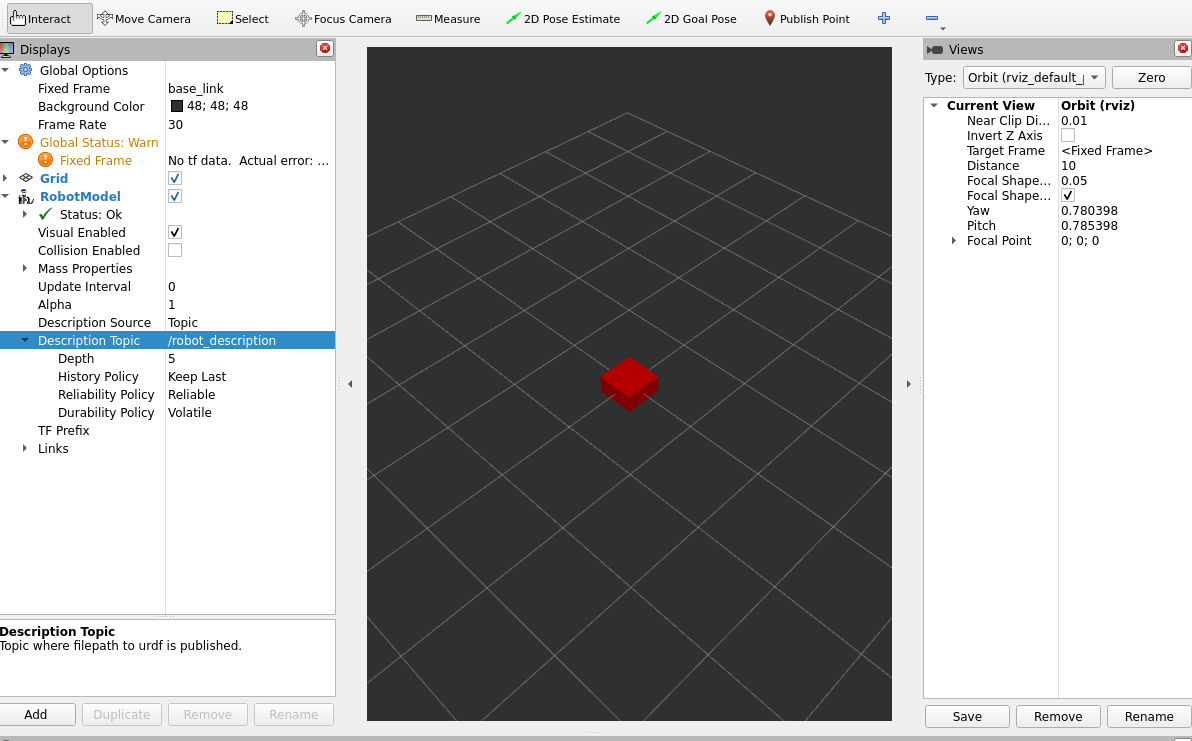 Interact Move Camera Select Focus Camera Measure 2D Pose Estimate 2D Goal Pose Publish Point
Displays
Global Options
Fixed Frame base_link
Background Color 48; 48; 48
Frame Rate 30
Global Status: Warn
Fixed Frame No tf data. Actual error: ...
Grid
RobotModel
Status: Ok
Visual Enabled
Collision Enabled
Mass Properties
Update Interval 0
Alpha 1
Description Source Topic
Description Topic /robot_description
Depth 5
History Policy Keep Last
Reliability Policy Reliable
Durability Policy Volatile
TF Prefix
Links
Description Topic
Topic where filepath to urdf is published.
Add Duplicate Remove Rename
Views
Type: Orbit (rviz_default_ Zero
Current View Orbit (rviz)
Near Clip Di... 0.01
Invert Z Axis
Target Frame <Fixed Frame>
Distance 10
Focal Shape... 0.05
Focal Shape...
Yaw 0.780398
Pitch 0.785398
Focal Point 0; 0; 0
Save Remove Rename